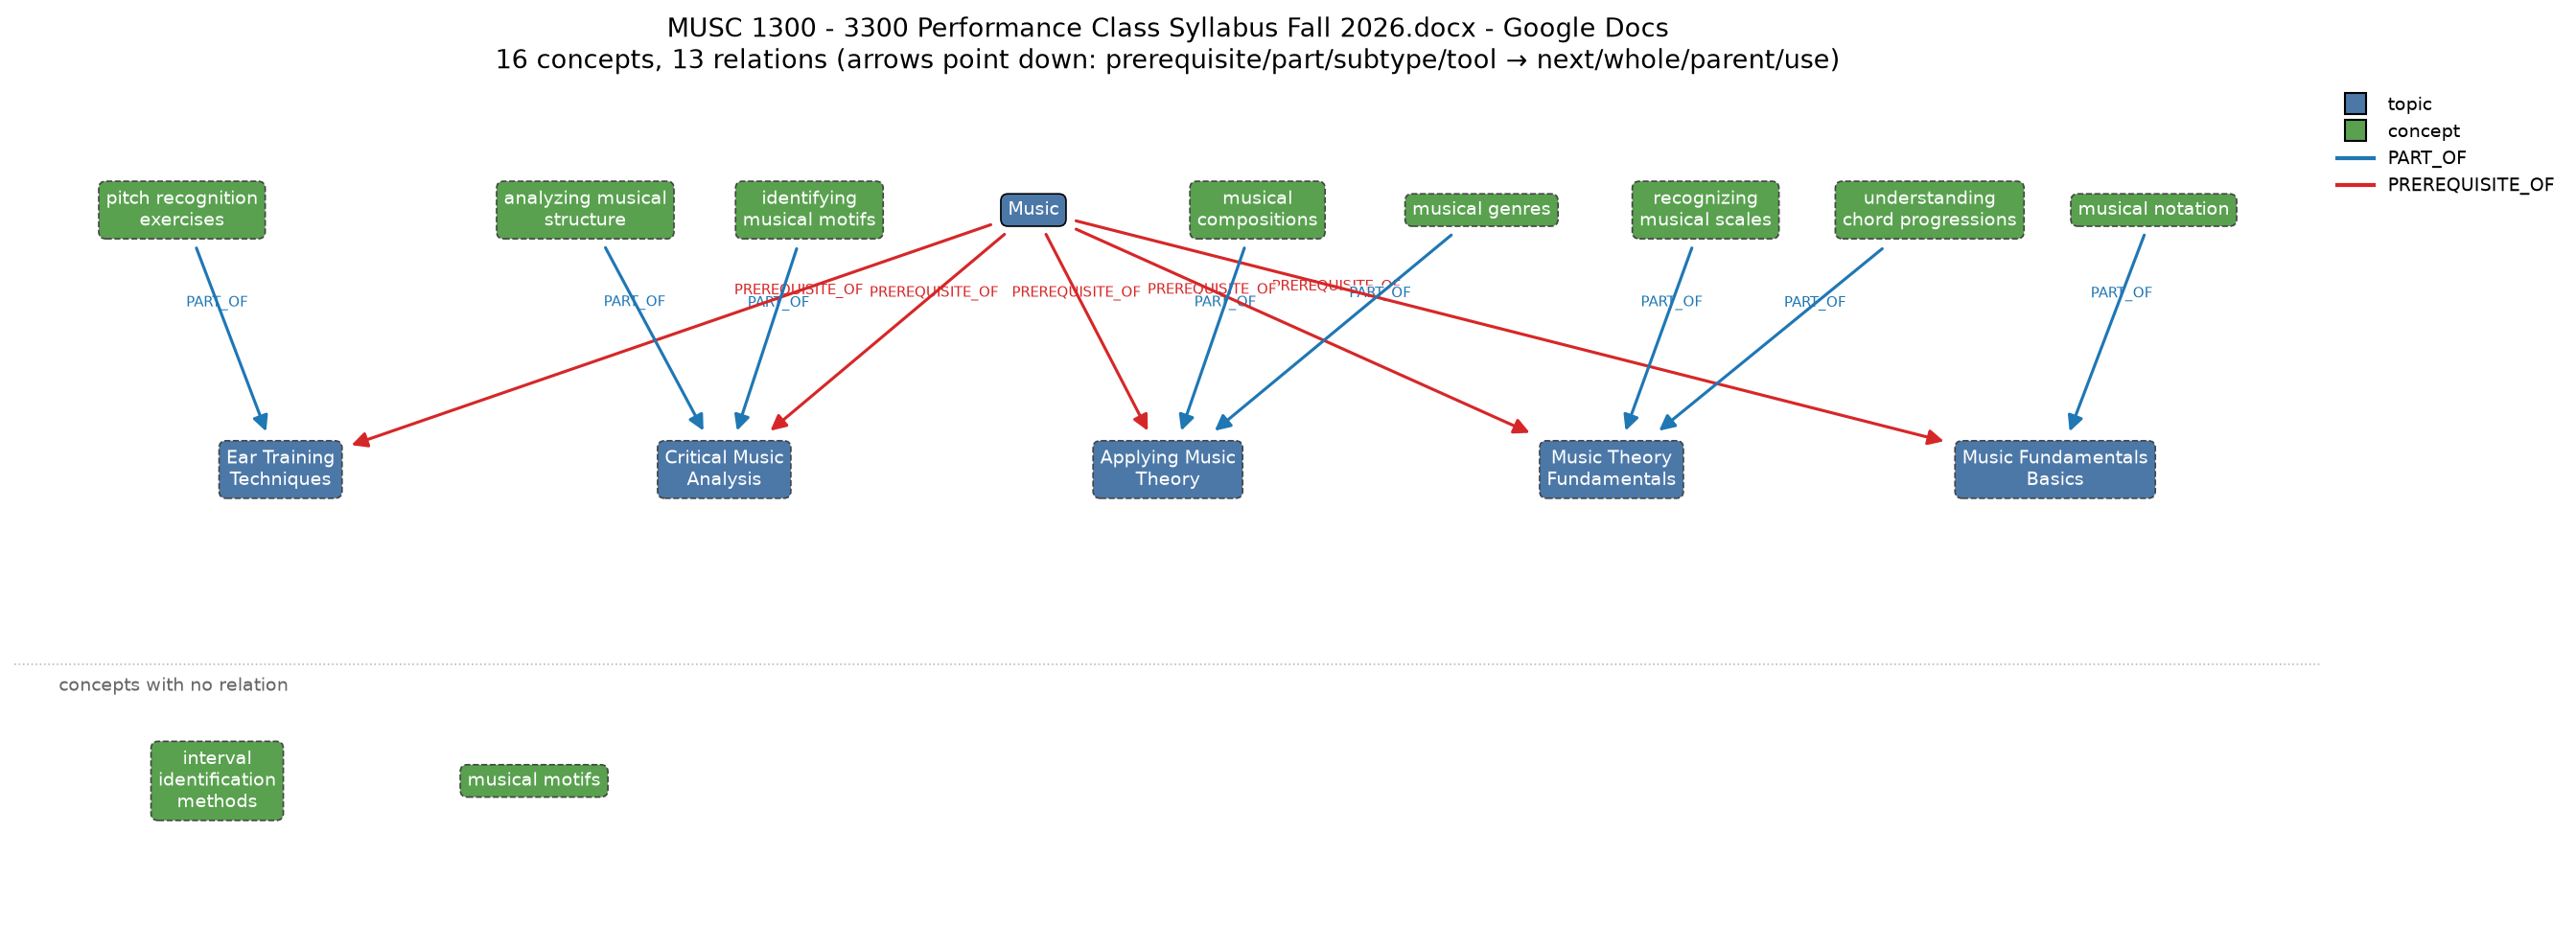 MUSC 1300 - 3300 Performance Class Syllabus Fall 2026.docx - Google Docs
16 concepts, 13 relations (arrows point down: prerequisite/part/subtype/tool → next/whole/parent/use)
topic
concept
PART_OF
PREREQUISITE_OF
pitch recognition
exercises
analyzing musical
structure
identifying
musical motifs
Music
musical
compositions
musical genres
recognizing
musical scales
understanding
chord progressions
musical notation
PART_OF
PART_OF
PREREQUISITE_OF
PART_OF
PREREQUISITE_OF
PREREQUISITE_OF
PREREQUISITE_OF
PART_OF
PREREQUISITE_OF
PART_OF
PART_OF
PART_OF
PART_OF
Ear Training
Techniques
Critical Music
Analysis
Applying Music
Theory
Music Theory
Fundamentals
Music Fundamentals
Basics
concepts with no relation
interval
identification
methods
musical motifs